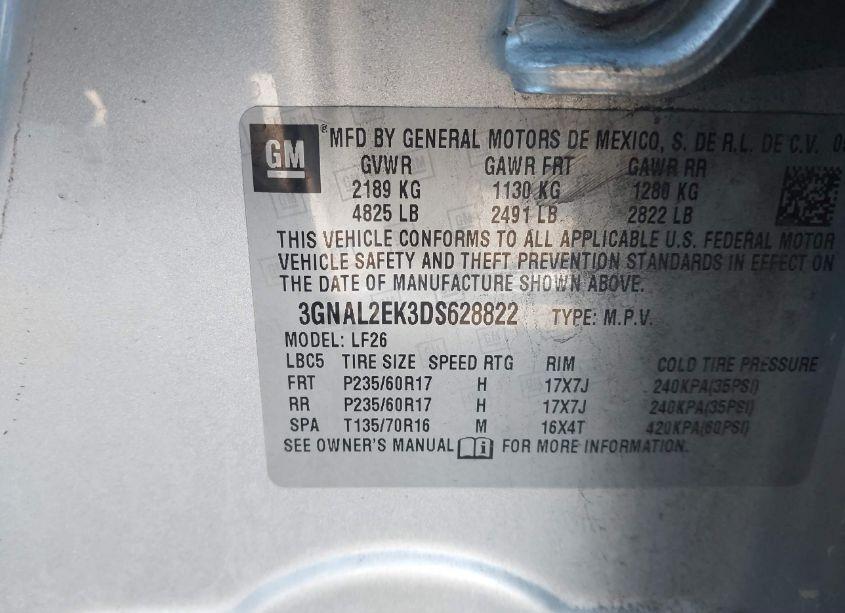 GM
®MFD BY GENERAL MOTORS DE MEXICO, S. DE R.L. DE C.V.
GVWR GAWR FRT GAWR RR
2189 KG 1130 KG 1280 KG
4825 LB 2491 LB 2822 LB
THIS VEHICLE CONFORMS TO ALL APPLICABLE U.S. FEDERAL MOTOR
VEHICLE SAFETY AND THEFT PREVENTION STANDARDS IN EFFECT ON
THE DATE OF MANUFACTURE SHOWN ABOVE.
3GNAL2EK3DS628822 TYPE: M.P.V.
MODEL: LF26
LBC5 TIRE SIZE SPEED RTG RIM COLD TIRE PRESSURE
FRT P235/60R17 H 17X7J 240KPA(35PSI)
RR P235/60R17 H 17X7J 240KPA(35PSI)
SPA T135/70R16 M 16X4T 420KPA(60PSI)
SEE OWNER'S MANUAL FOR MORE INFORMATION.